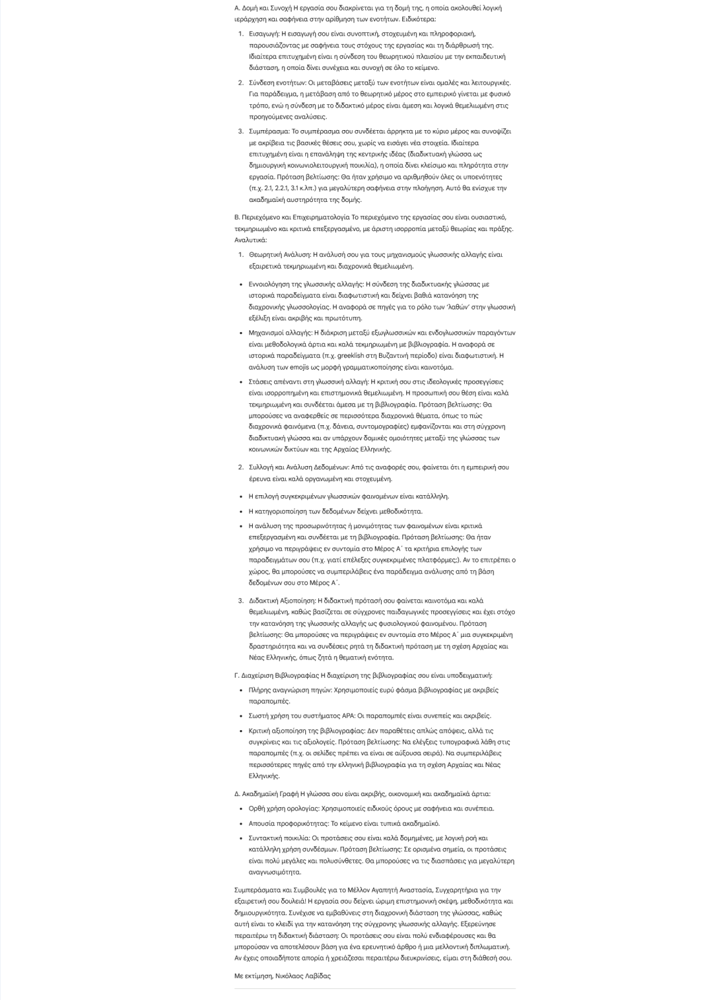 Α. Δομή και Συνοχή Η εργασία σου διακρίνεται για τη δομή της, η οποία ακολουθεί λογική
ιεράρχηση και σαφήνεια στην αρίθμηση των ενοτήτων. Ειδικότερα:
1. Εισαγωγή: Η εισαγωγή σου είναι συνοπτική, στοχευμένη και πληροφοριακή,
παρουσιάζοντας με σαφήνεια τους στόχους της εργασίας και τη διάρθρωσή της.
Ιδιαίτερα επιτυχημένη είναι η σύνδεση του θεωρητικού πλαισίου με την εκπαιδευτική
διάσταση, η οποία δίνει συνέχεια και συνοχή σε όλο το κείμενο.
2. Σύνδεση ενοτήτων: Οι μεταβάσεις μεταξύ των ενοτήτων είναι ομαλές και λειτουργικές.
Για παράδειγμα, η μετάβαση από το θεωρητικό μέρος στο εμπειρικό γίνεται με φυσικό
τρόπο, ενώ η σύνδεση με το διδακτικό μέρος είναι άμεση και λογικά θεμελιωμένη στις
προηγούμενες αναλύσεις.
3. Συμπέρασμα: Το συμπέρασμα σου συνδέεται άρρηκτα με το κύριο μέρος και συνοψίζει
με ακρίβεια τις βασικές θέσεις σου, χωρίς να εισάγει νέα στοιχεία. Ιδιαίτερα
επιτυχημένη είναι η επανάληψη της κεντρικής ιδέας (διαδικτυακή γλώσσα ως
δημιουργική κοινωνιολειτουργική ποικιλία), η οποία δίνει κλείσιμο και πληρότητα στην
εργασία. Πρόταση βελτίωσης: Θα ήταν χρήσιμο να αριθμηθούν όλες οι υποενότητες
(π.χ. 2.1, 2.2.1, 3.1 κ.λπ.) για μεγαλύτερη σαφήνεια στην πλοήγηση. Αυτό θα ενίσχυε την
ακαδημαϊκή αυστηρότητα της δομής.
Β. Περιεχόμενο και Επιχειρηματολογία Το περιεχόμενο της εργασίας σου είναι ουσιαστικό,
τεκμηριωμένο και κριτικά επεξεργασμένο, με άριστη ισορροπία μεταξύ θεωρίας και πράξης.
Αναλυτικά:
1. Θεωρητική Ανάλυση: Η ανάλυσή σου για τους μηχανισμούς γλωσσικής αλλαγής είναι
εξαιρετικά τεκμηριωμένη και διαχρονικά θεμελιωμένη.
• Εννοιολόγηση της γλωσσικής αλλαγής: Η σύνδεση της διαδικτυακής γλώσσας με
ιστορικά παραδείγματα είναι διαφωτιστική και δείχνει βαθιά κατανόηση της
διαχρονικής γλωσσολογίας. Η αναφορά σε πηγές για το ρόλο των ‘λαθών’ στην γλωσσική
εξέλιξη είναι ακριβής και πρωτότυπη.
• Μηχανισμοί αλλαγής: Η διάκριση μεταξύ εξωγλωσσικών και ενδογλωσσικών παραγόντων
είναι μεθοδολογικά άρτια και καλά τεκμηριωμένη με βιβλιογραφία. Η αναφορά σε
ιστορικά παραδείγματα (π.χ. greeklish στη Βυζαντινή περίοδο) είναι διαφωτιστική. Η
ανάλυση των emojis ως μορφή γραμματικοποίησης είναι καινοτόμα.
• Στάσεις απέναντι στη γλωσσική αλλαγή: Η κριτική σου στις ιδεολογικές προσεγγίσεις
είναι ισορροπημένη και επιστημονικά θεμελιωμένη. Η προσωπική σου θέση είναι καλά
τεκμηριωμένη και συνδέεται άμεσα με τη βιβλιογραφία. Πρόταση βελτίωσης: Θα
μπορούσες να αναφερθείς σε περισσότερα διαχρονικά θέματα, όπως το πώς
διαχρονικά φαινόμενα (π.χ. δάνεια, συντομογραφίες) εμφανίζονται και στη σύγχρονη
διαδικτυακή γλώσσα και αν υπάρχουν δομικές ομοιότητες μεταξύ της γλώσσας των
κοινωνικών δικτύων και της Αρχαίας Ελληνικής.
2. Συλλογή και Ανάλυση Δεδομένων: Από τις αναφορές σου, φαίνεται ότι η εμπειρική σου
έρευνα είναι καλά οργανωμένη και στοχευμένη.
• Η επιλογή συγκεκριμένων γλωσσικών φαινομένων είναι κατάλληλη.
• Η κατηγοριοποίηση των δεδομένων δείχνει μεθοδικότητα.
• Η ανάλυση της προσωρινότητας ή μονιμότητας των φαινομένων είναι κριτικά
επεξεργασμένη και συνδέεται με τη βιβλιογραφία. Πρόταση βελτίωσης: Θα ήταν
χρήσιμο να περιγράψεις εν συντομία στο Μέρος Α΄ τα κριτήρια επιλογής των
παραδειγμάτων σου (π.χ. γιατί επέλεξες συγκεκριμένες πλατφόρμες;). Αν το επιτρέπει ο
χώρος, θα μπορούσες να συμπεριλάβεις ένα παράδειγμα ανάλυσης από τη βάση
δεδομένων σου στο Μέρος Α΄.
3. Διδακτική Αξιοποίηση: Η διδακτική πρότασή σου φαίνεται καινοτόμα και καλά
θεμελιωμένη, καθώς βασίζεται σε σύγχρονες παιδαγωγικές προσεγγίσεις και έχει στόχο
την κατανόηση της γλωσσικής αλλαγής ως φυσιολογικού φαινομένου. Πρόταση
βελτίωσης: Θα μπορούσες να περιγράψεις εν συντομία στο Μέρος Α΄ μια συγκεκριμένη
δραστηριότητα και να συνδέσεις ρητά τη διδακτική πρόταση με τη σχέση Αρχαίας και
Νέας Ελληνικής, όπως ζητά η θεματική ενότητα.
Γ. Διαχείριση Βιβλιογραφίας Η διαχείριση της βιβλιογραφίας σου είναι υποδειγματική:
• Πλήρης αναγνώριση πηγών: Χρησιμοποιείς ευρύ φάσμα βιβλιογραφίας με ακριβείς
παραπομπές.
• Σωστή χρήση του συστήματος APA: Οι παραπομπές είναι συνεπείς και ακριβείς.
• Κριτική αξιοποίηση της βιβλιογραφίας: Δεν παραθέτεις απλώς απόψεις, αλλά τις
συγκρίνεις και τις αξιολογείς. Πρόταση βελτίωσης: Να ελέγξεις τυπογραφικά λάθη στις
παραπομπές (π.χ. οι σελίδες πρέπει να είναι σε αύξουσα σειρά). Να συμπεριλάβεις
περισσότερες πηγές από την ελληνική βιβλιογραφία για τη σχέση Αρχαίας και Νέας
Ελληνικής.
Δ. Ακαδημαϊκή Γραφή Η γλώσσα σου είναι ακριβής, οικονομική και ακαδημαϊκά άρτια:
• Ορθή χρήση ορολογίας: Χρησιμοποιείς ειδικούς όρους με σαφήνεια και συνέπεια.
• Απουσία προφορικότητας: Το κείμενο είναι τυπικά ακαδημαϊκό.
• Συντακτική ποικιλία: Οι προτάσεις σου είναι καλά δομημένες, με λογική ροή και
κατάλληλη χρήση συνδέσμων. Πρόταση βελτίωσης: Σε ορισμένα σημεία, οι προτάσεις
είναι πολύ μεγάλες και πολυσύνθετες. Θα μπορούσες να τις διασπάσεις για μεγαλύτερη
αναγνωσιμότητα.
Συμπεράσματα και Συμβουλές για το Μέλλον Αγαπητή Αναστασία, Συγχαρητήρια για την
εξαιρετική σου δουλειά! Η εργασία σου δείχνει ώριμη επιστημονική σκέψη, μεθοδικότητα και
δημιουργικότητα. Συνέχισε να εμβαθύνεις στη διαχρονική διάσταση της γλώσσας, καθώς
αυτή είναι το κλειδί για την κατανόηση της σύγχρονης γλωσσικής αλλαγής. Εξερεύνησε
περαιτέρω τη διδακτική διάσταση: Οι προτάσεις σου είναι πολύ ενδιαφέρουσες και θα
μπορούσαν να αποτελέσουν βάση για ένα ερευνητικό άρθρο ή μια μελλοντική διπλωματική.
Αν έχεις οποιαδήποτε απορία ή χρειάζεσαι περαιτέρω διευκρινίσεις, είμαι στη διάθεσή σου.
Με εκτίμηση, Νικόλαος Λαβίδας